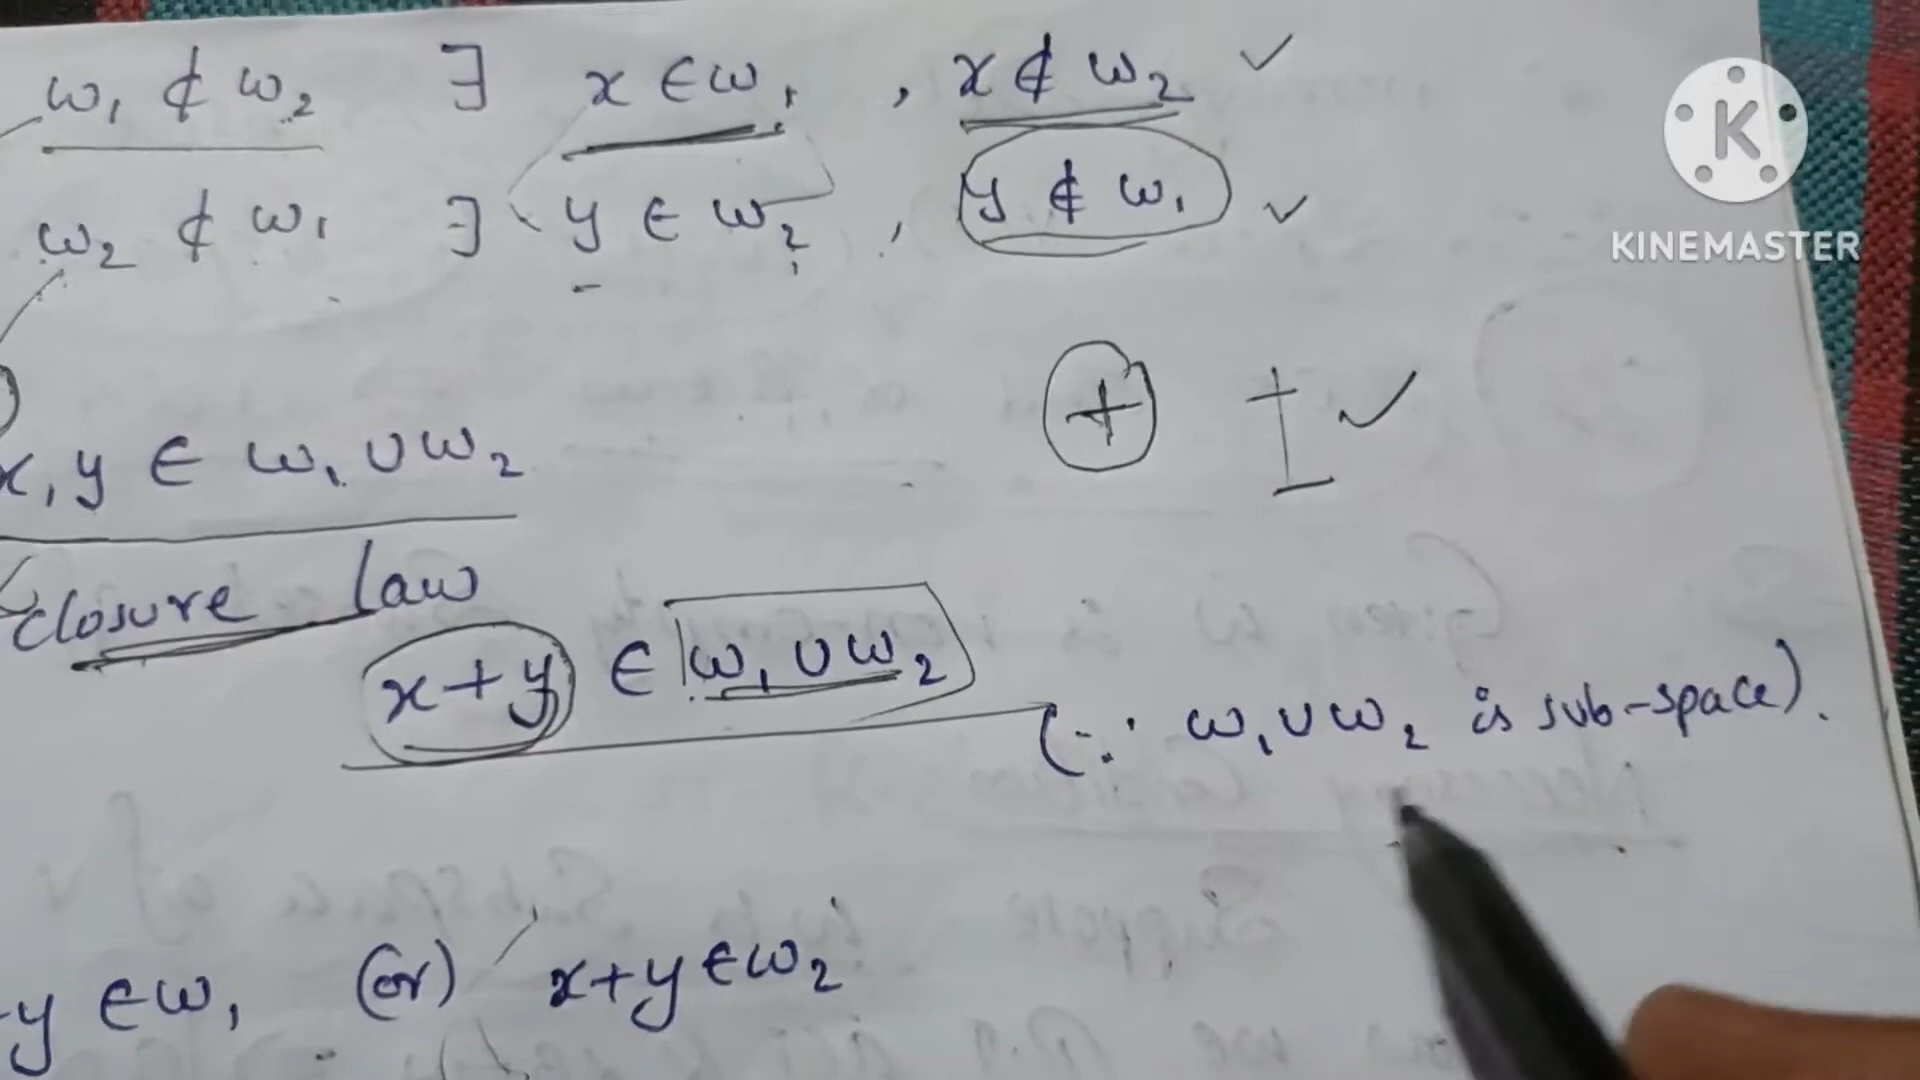 ω₁ ⊄ ω₂ ∃ x ∈ ω₁, x ∉ ω₂ ✓
ω₂ ⊄ ω₁ ∃ y ∈ ω₂, y ∉ ω₁ ✓
K
KINEMASTER
+ I ✓
x, y ∈ ω₁ ∪ ω₂
closure law
x+y ∈ ω₁ ∪ ω₂
(∵ ω₁ ∪ ω₂ is sub-space).
y ∈ ω₁ (or) x+y ∈ ω₂